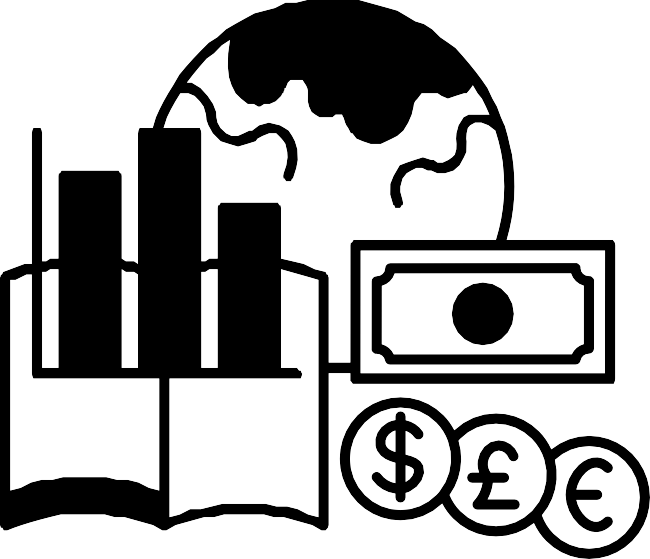 $ £ €